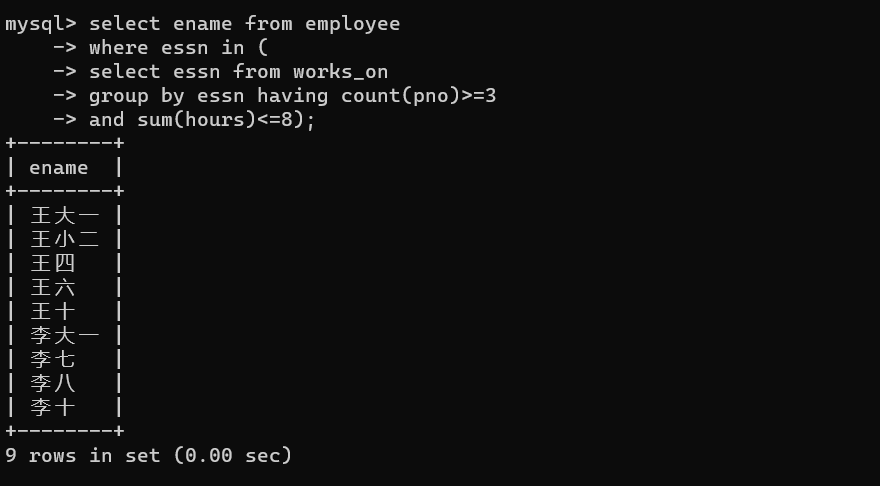 mysql> select ename from employee
    -> where essn in (
    -> select essn from works_on
    -> group by essn having count(pno)>=3
    -> and sum(hours)<=8);
+--------+
| ename  |
+--------+
| 王大一 |
| 王小二 |
| 王四   |
| 王六   |
| 王十   |
| 李大一 |
| 李七   |
| 李八   |
| 李十   |
+--------+
9 rows in set (0.00 sec)